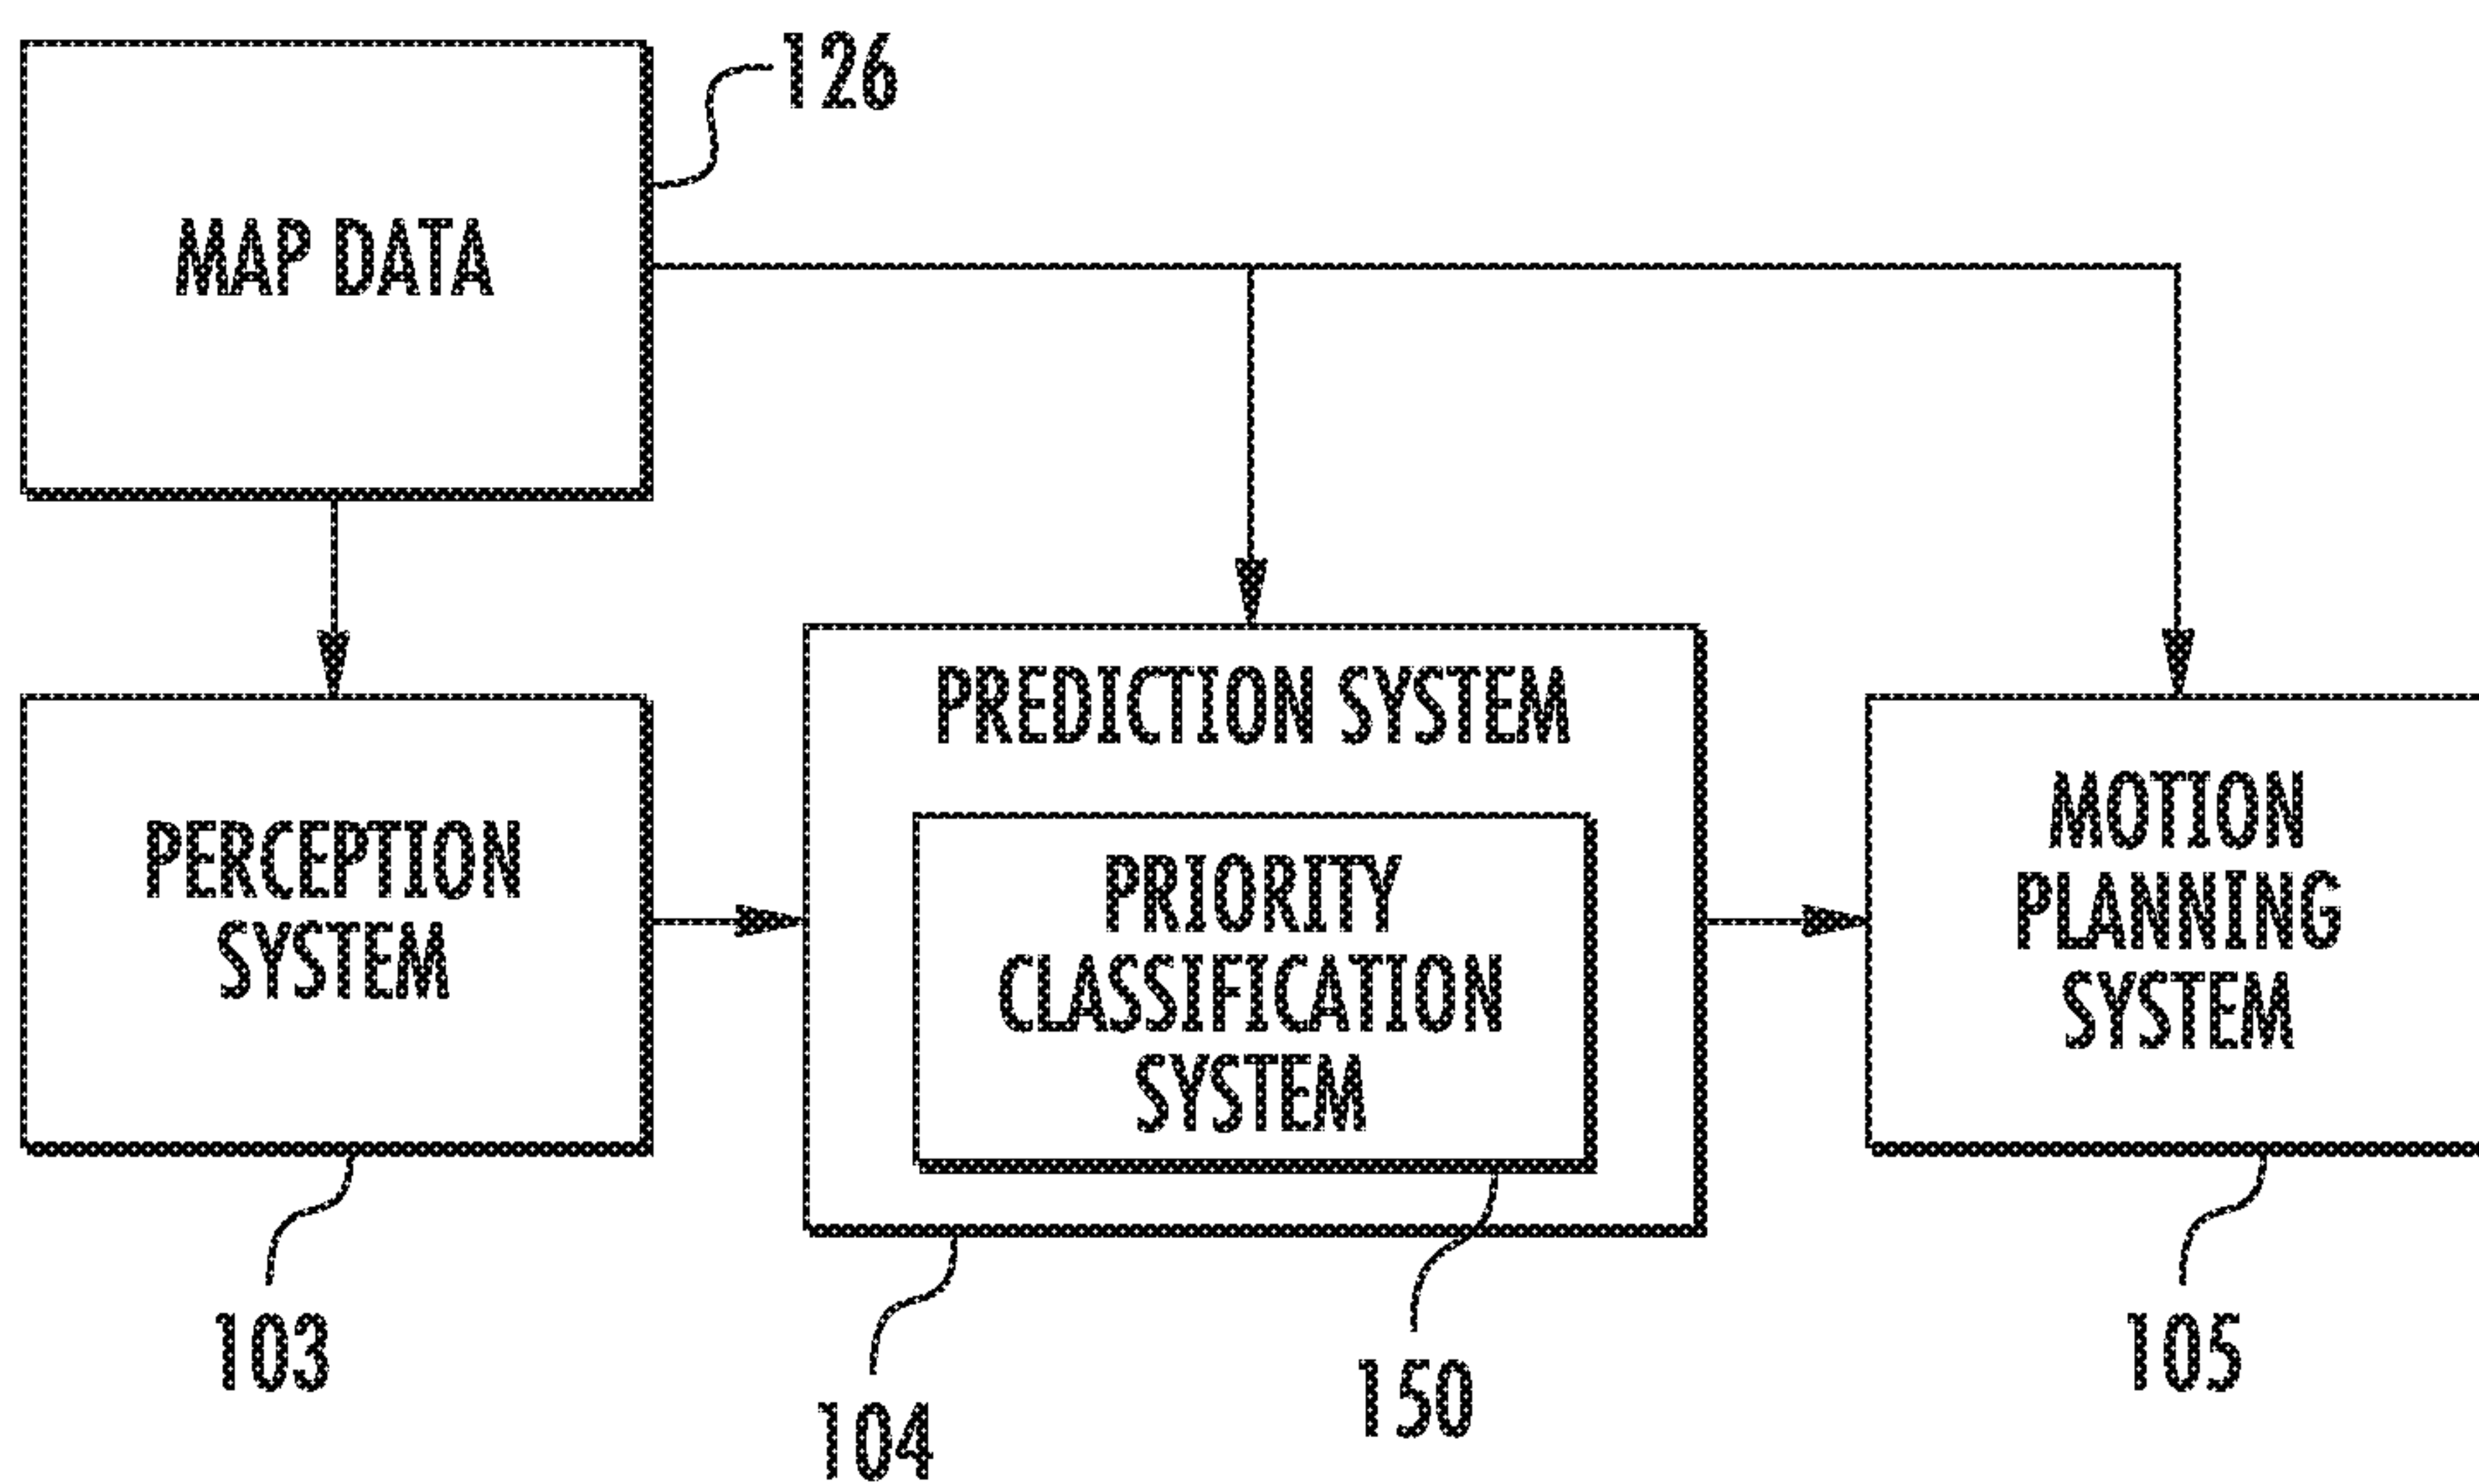 126
MAP DATA
PREDICTION SYSTEM
PERCEPTION
SYSTEM
PRIORITY
CLASSIFICATION
SYSTEM
MOTION
PLANNING
SYSTEM
103
104
150
105